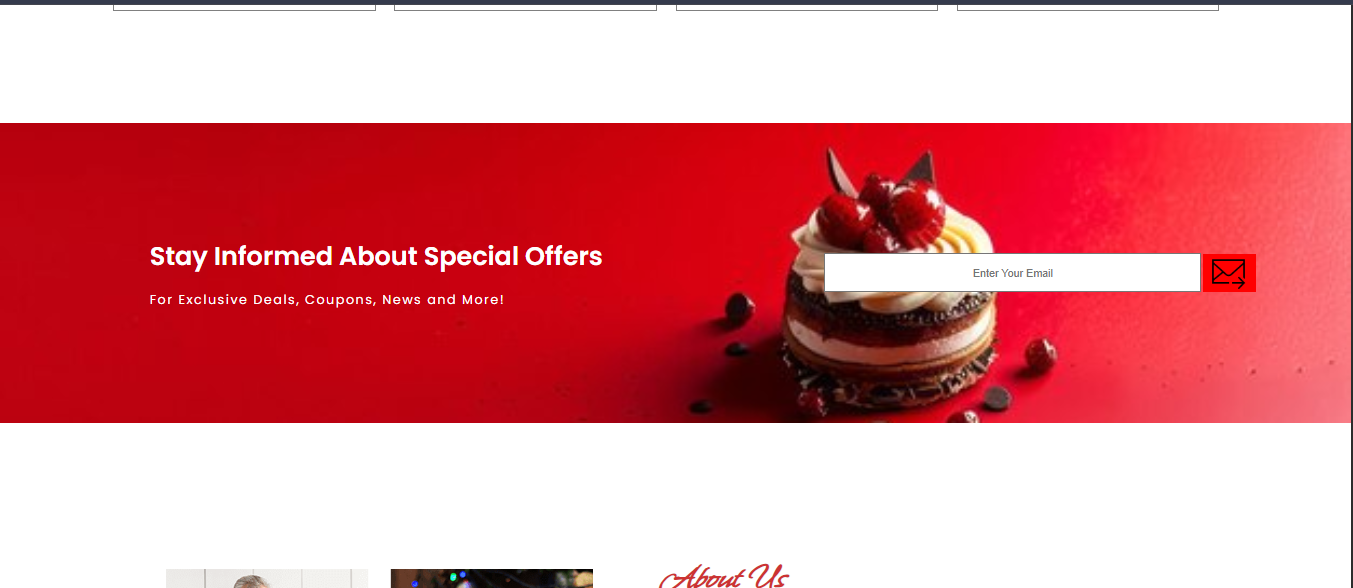 Stay Informed About Special Offers
For Exclusive Deals, Coupons, News and More!
Enter Your Email
About Us